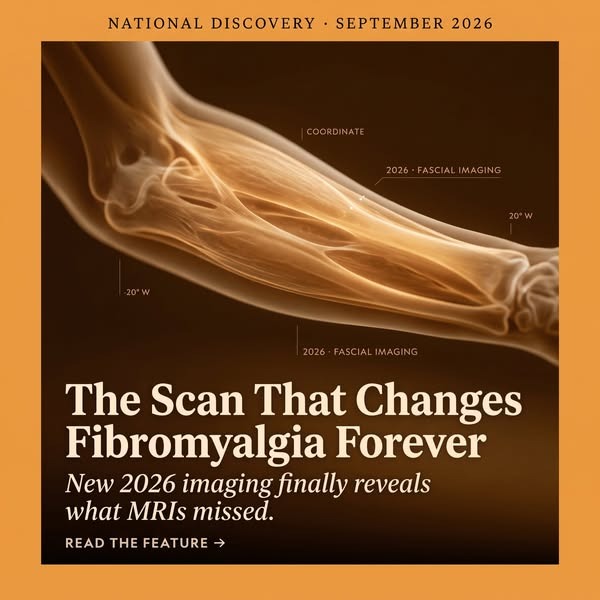 NATIONAL DISCOVERY · SEPTEMBER 2026
COORDINATE
2026 · FASCIAL IMAGING
20° W
-20° W
2026 · FASCIAL IMAGING
The Scan That Changes
Fibromyalgia Forever
New 2026 imaging finally reveals
what MRIs missed.
READ THE FEATURE →